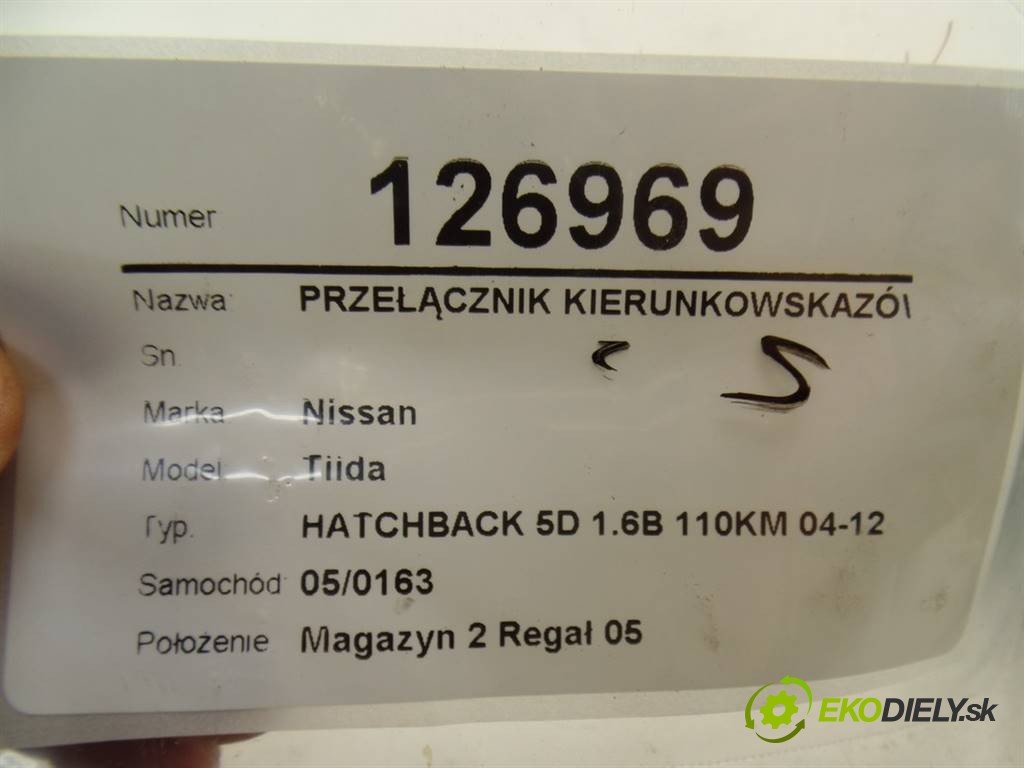 Numer 126969
Nazwa: PRZEŁĄCZNIK KIERUNKOWSKAZÓ
Sn.
S
Marka: Nissan
Model: Tiida
Typ: HATCHBACK 5D 1.6B 110KM 04-12
Samochód: 05/0163
Położenie Magazyn 2 Regał 05
EKODIELY.sk